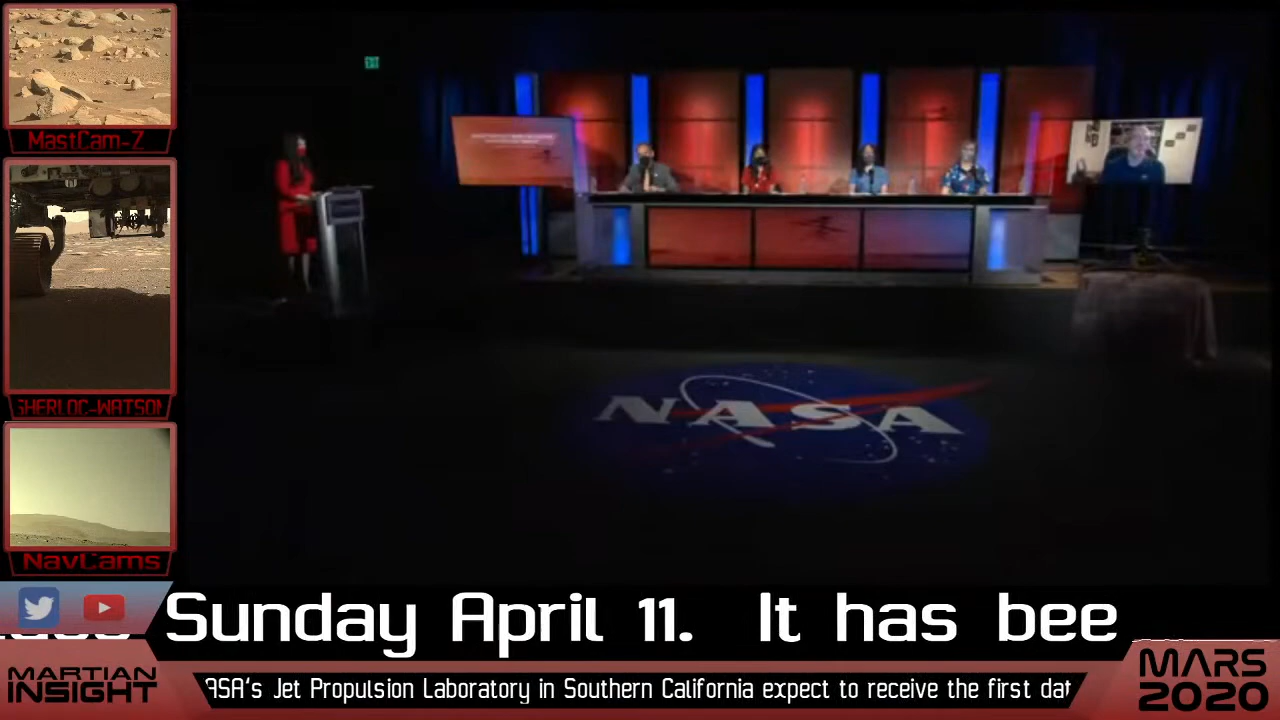 MastCam-Z
SHERLOC-WATSON
NavCams
NASA
Sunday April 11. It has bee
MARTIAN
INSIGHT
ASA's Jet Propulsion Laboratory in Southern California expect to receive the first dat
MARS
2020